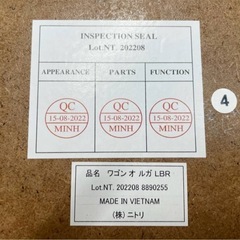 INSPECTION SEAL
Lot NT. 202208
APPEARANCE PARTS FUNCTION
QC QC QC
15-08-2022 15-08-2022 15-08-2022
MINH MINH MINH
4
品名 ワゴン オ ルガ LBR
Lot NT. 202208 8890255
MADE IN VIETNAM
(株) ニトリ